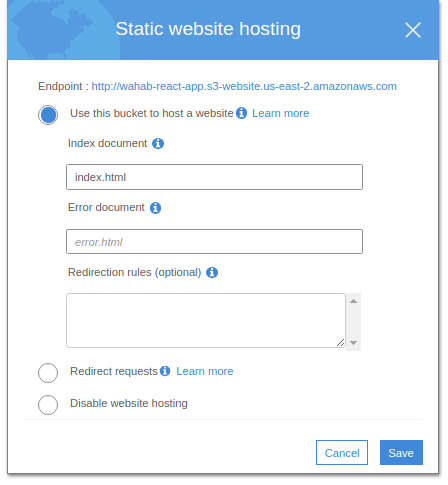 Static website hosting
Endpoint : http://wahab-react-app.s3-website.us-east-2.amazonaws.com
Use this bucket to host a website Learn more
Index document
index.html
Error document
error.html
Redirection rules (optional)
Redirect requests Learn more
Disable website hosting
Cancel Save